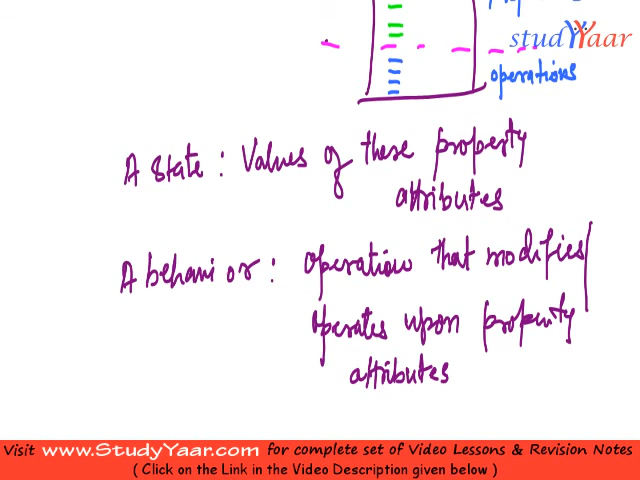 studYYaar
operations
A state : Values of these property
attributes
A behavior : operation that modifies/
operates upon property
attributes
Visit www.StudyYaar.com for complete set of Video Lessons & Revision Notes
( Click on the Link in the Video Description given below )